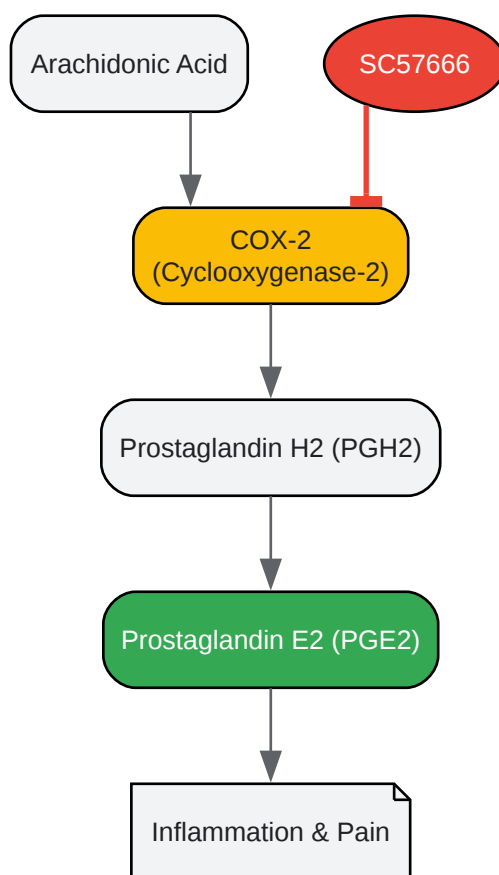 Arachidonic Acid
SC57666
COX-2
(Cyclooxygenase-2)
Prostaglandin H2 (PGH2)
Prostaglandin E2 (PGE2)
Inflammation & Pain